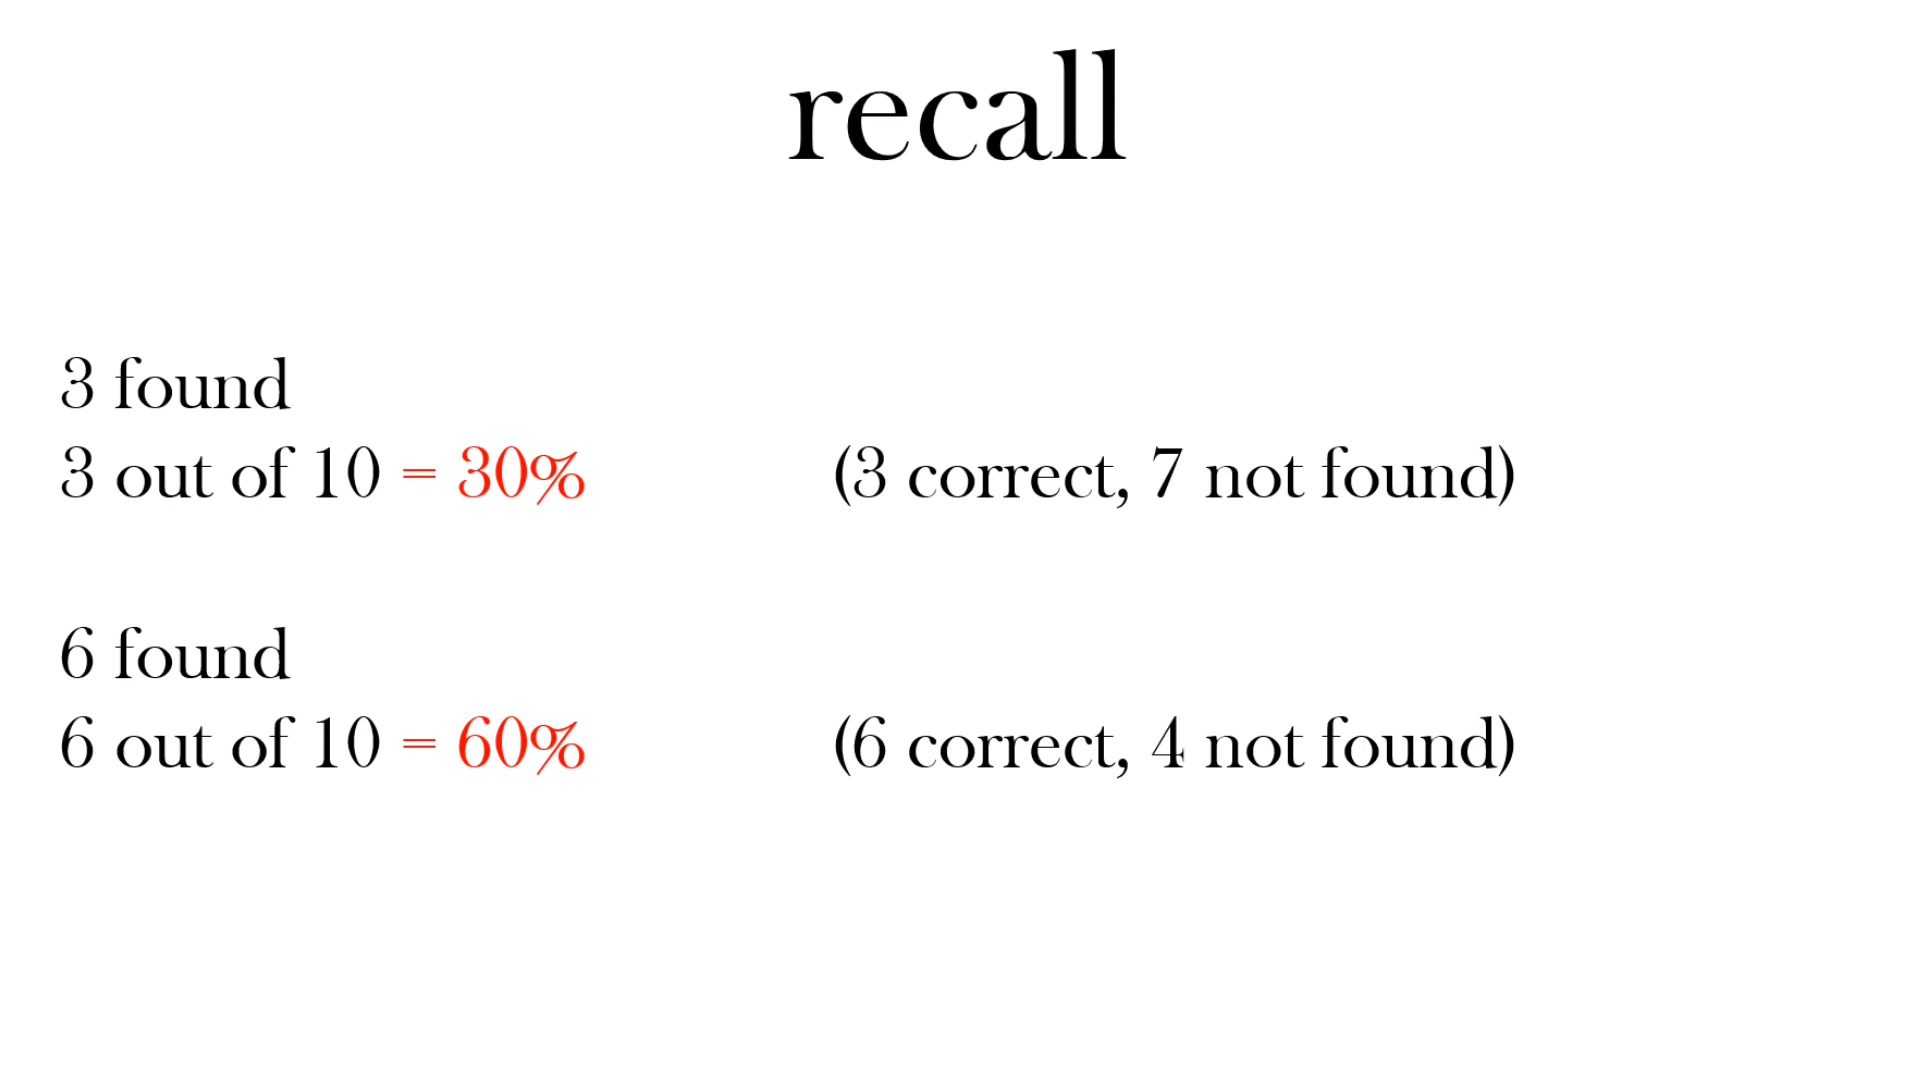 recall
3 found
3 out of 10 = 30% (3 correct, 7 not found)
6 found
6 out of 10 = 60% (6 correct, 4 not found)